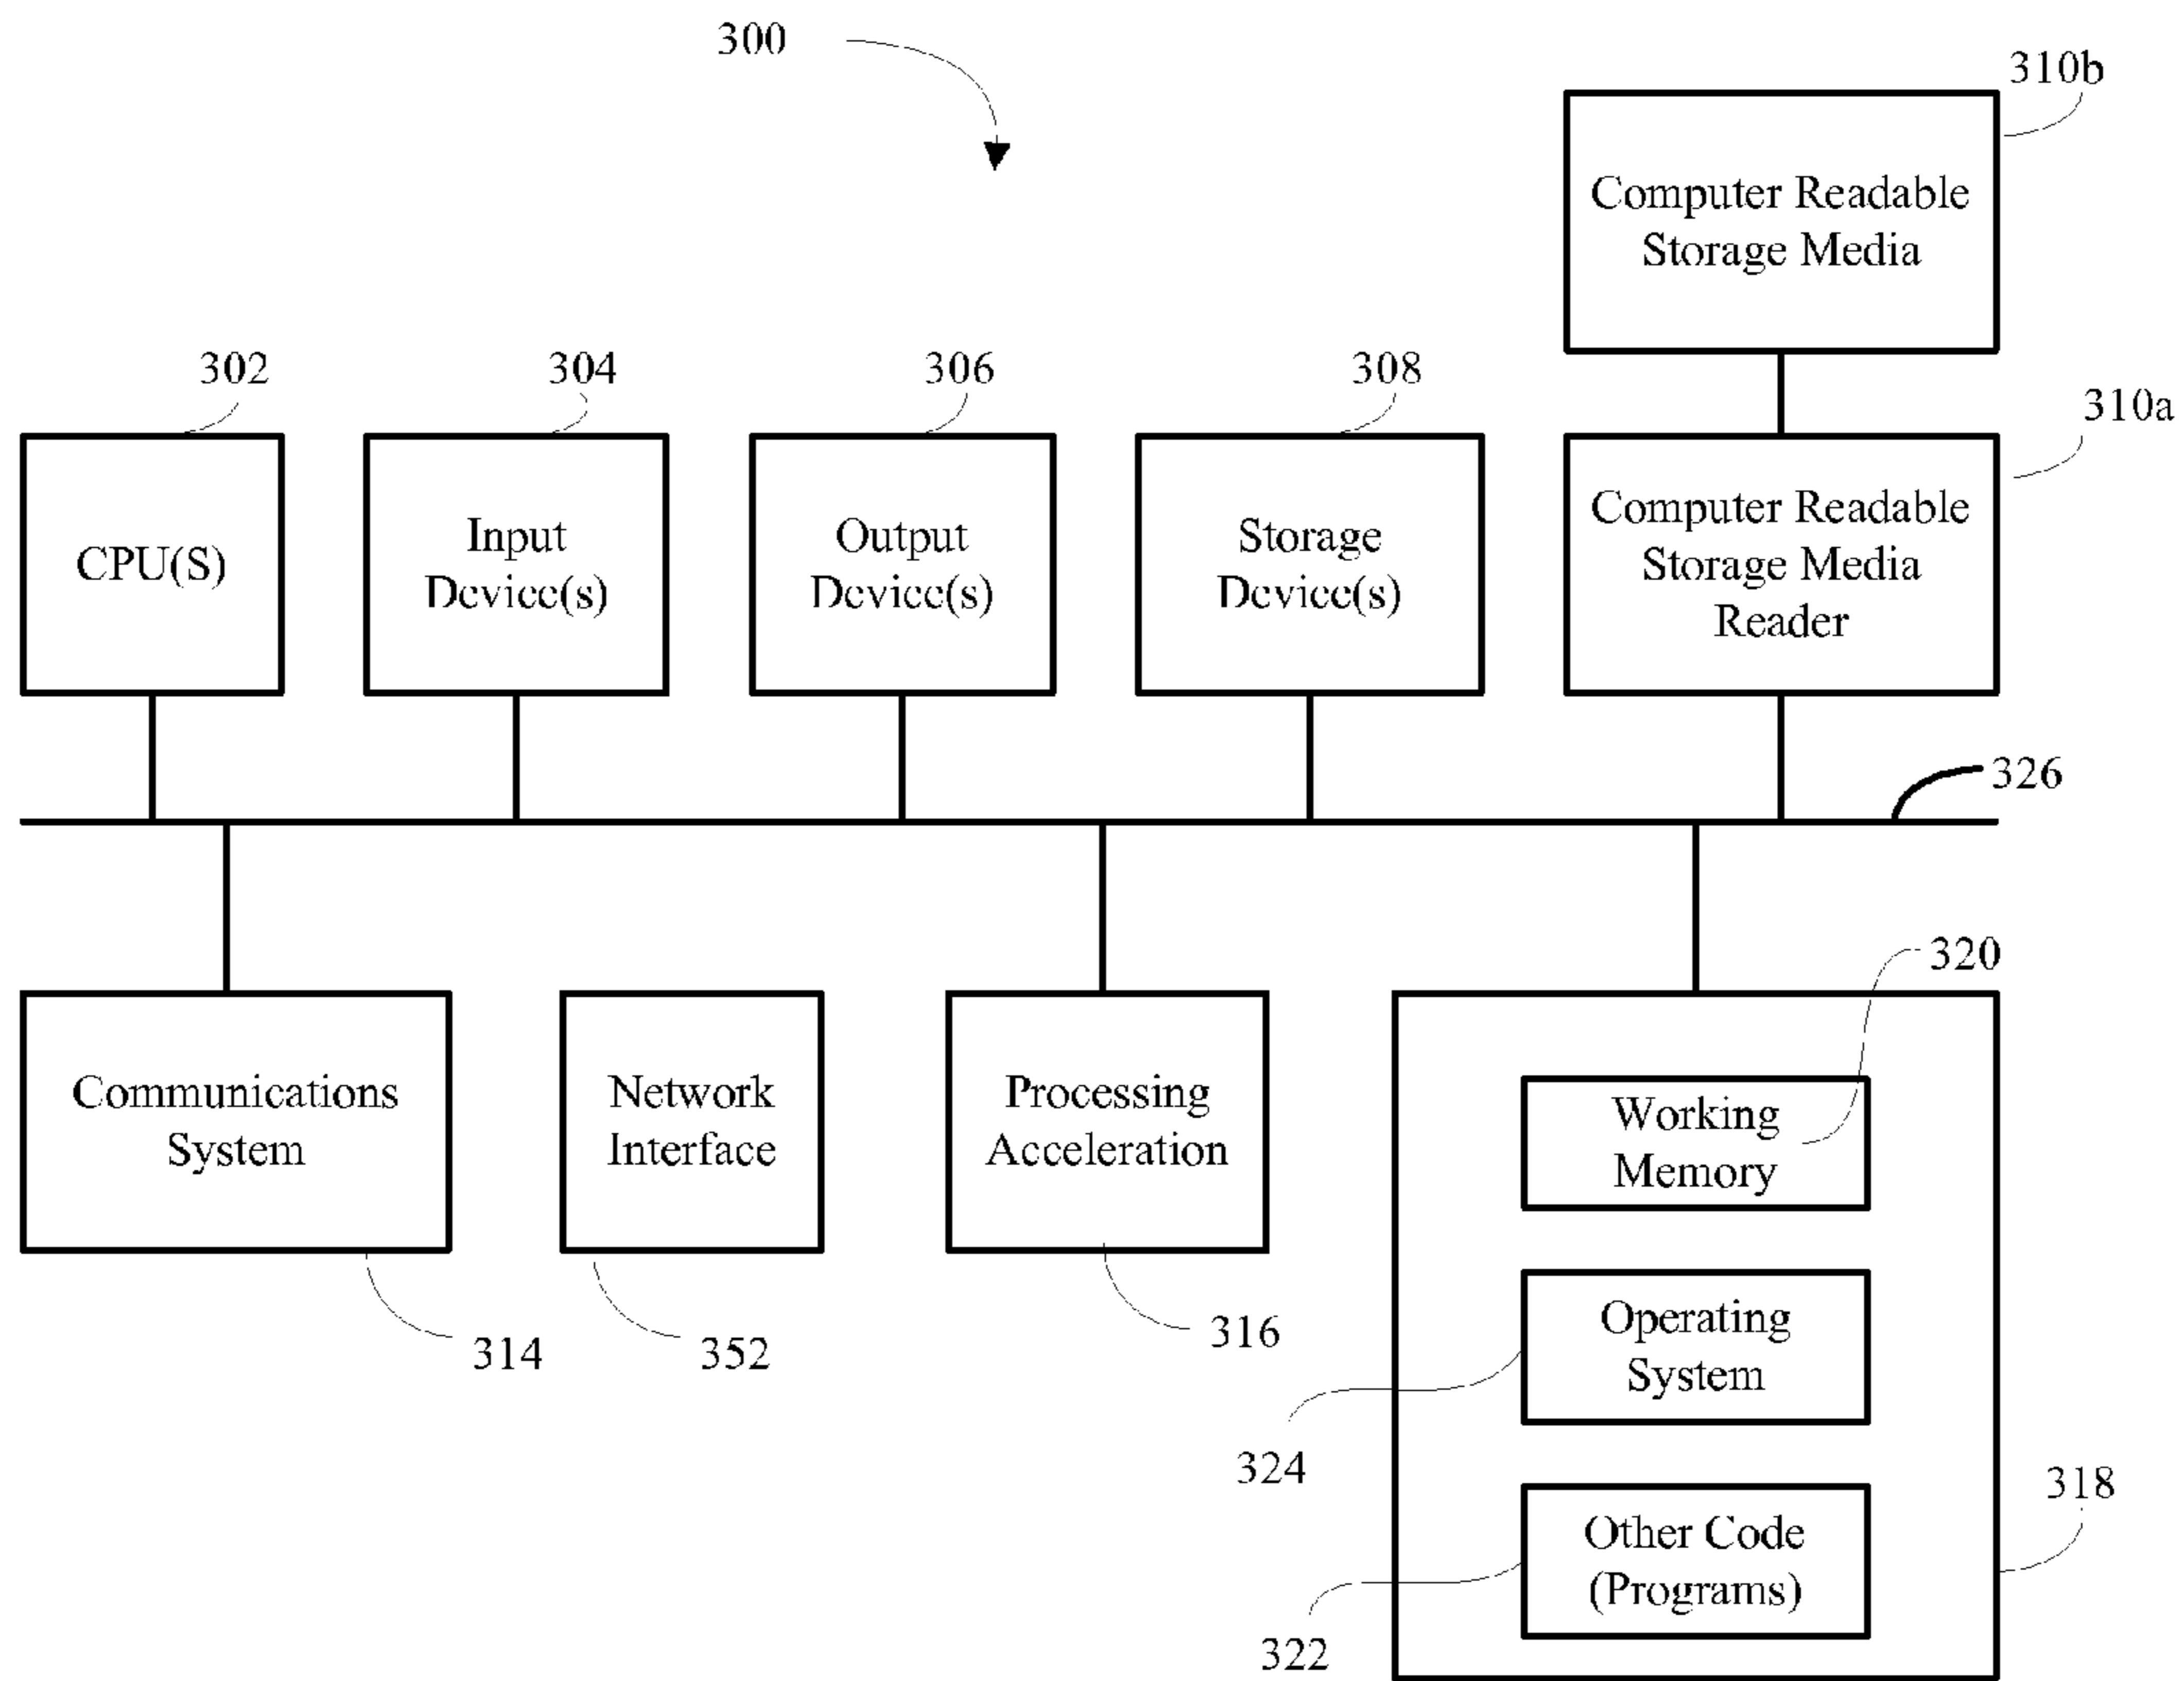 300
310b
Computer Readable
Storage Media
302
304
306
308
310a
CPU(S)
Input
Device(s)
Output
Device(s)
Storage
Device(s)
Computer Readable
Storage Media
Reader
326
320
Communications
System
Network
Interface
Processing
Acceleration
Working
Memory
314
352
316
Operating
System
324
318
Other Code
(Programs)
322